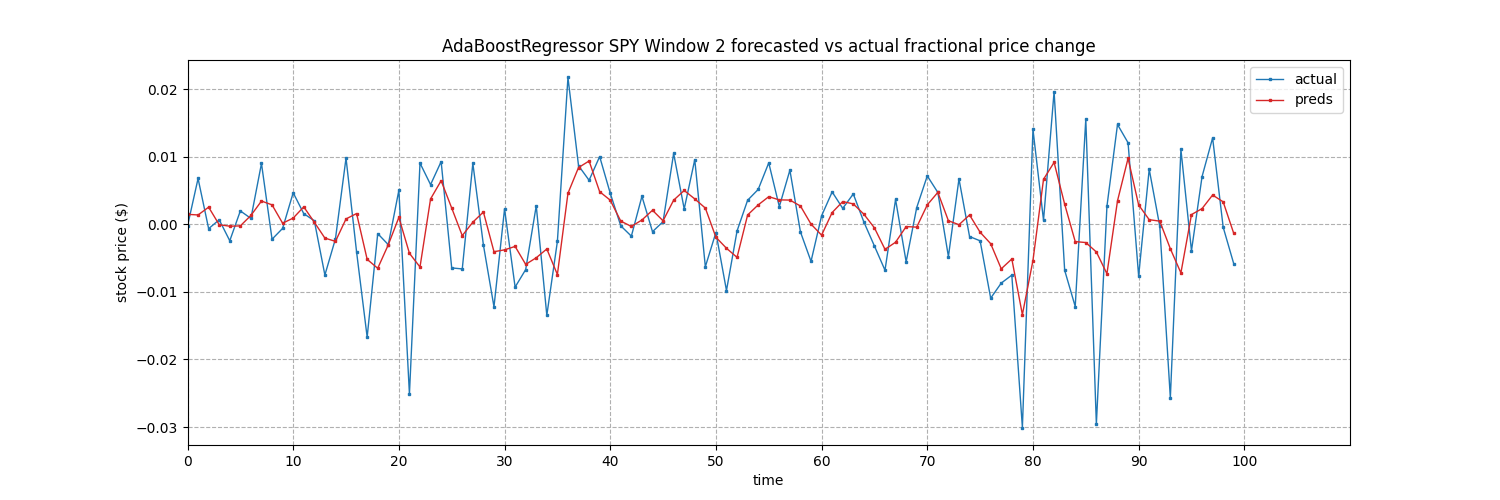 AdaBoostRegressor SPY Window 2 forecasted vs actual fractional price change
actual
preds
stock price ($)
0.02
0.01
0.00
−0.01
−0.02
−0.03
0 10 20 30 40 50 60 70 80 90 100
time